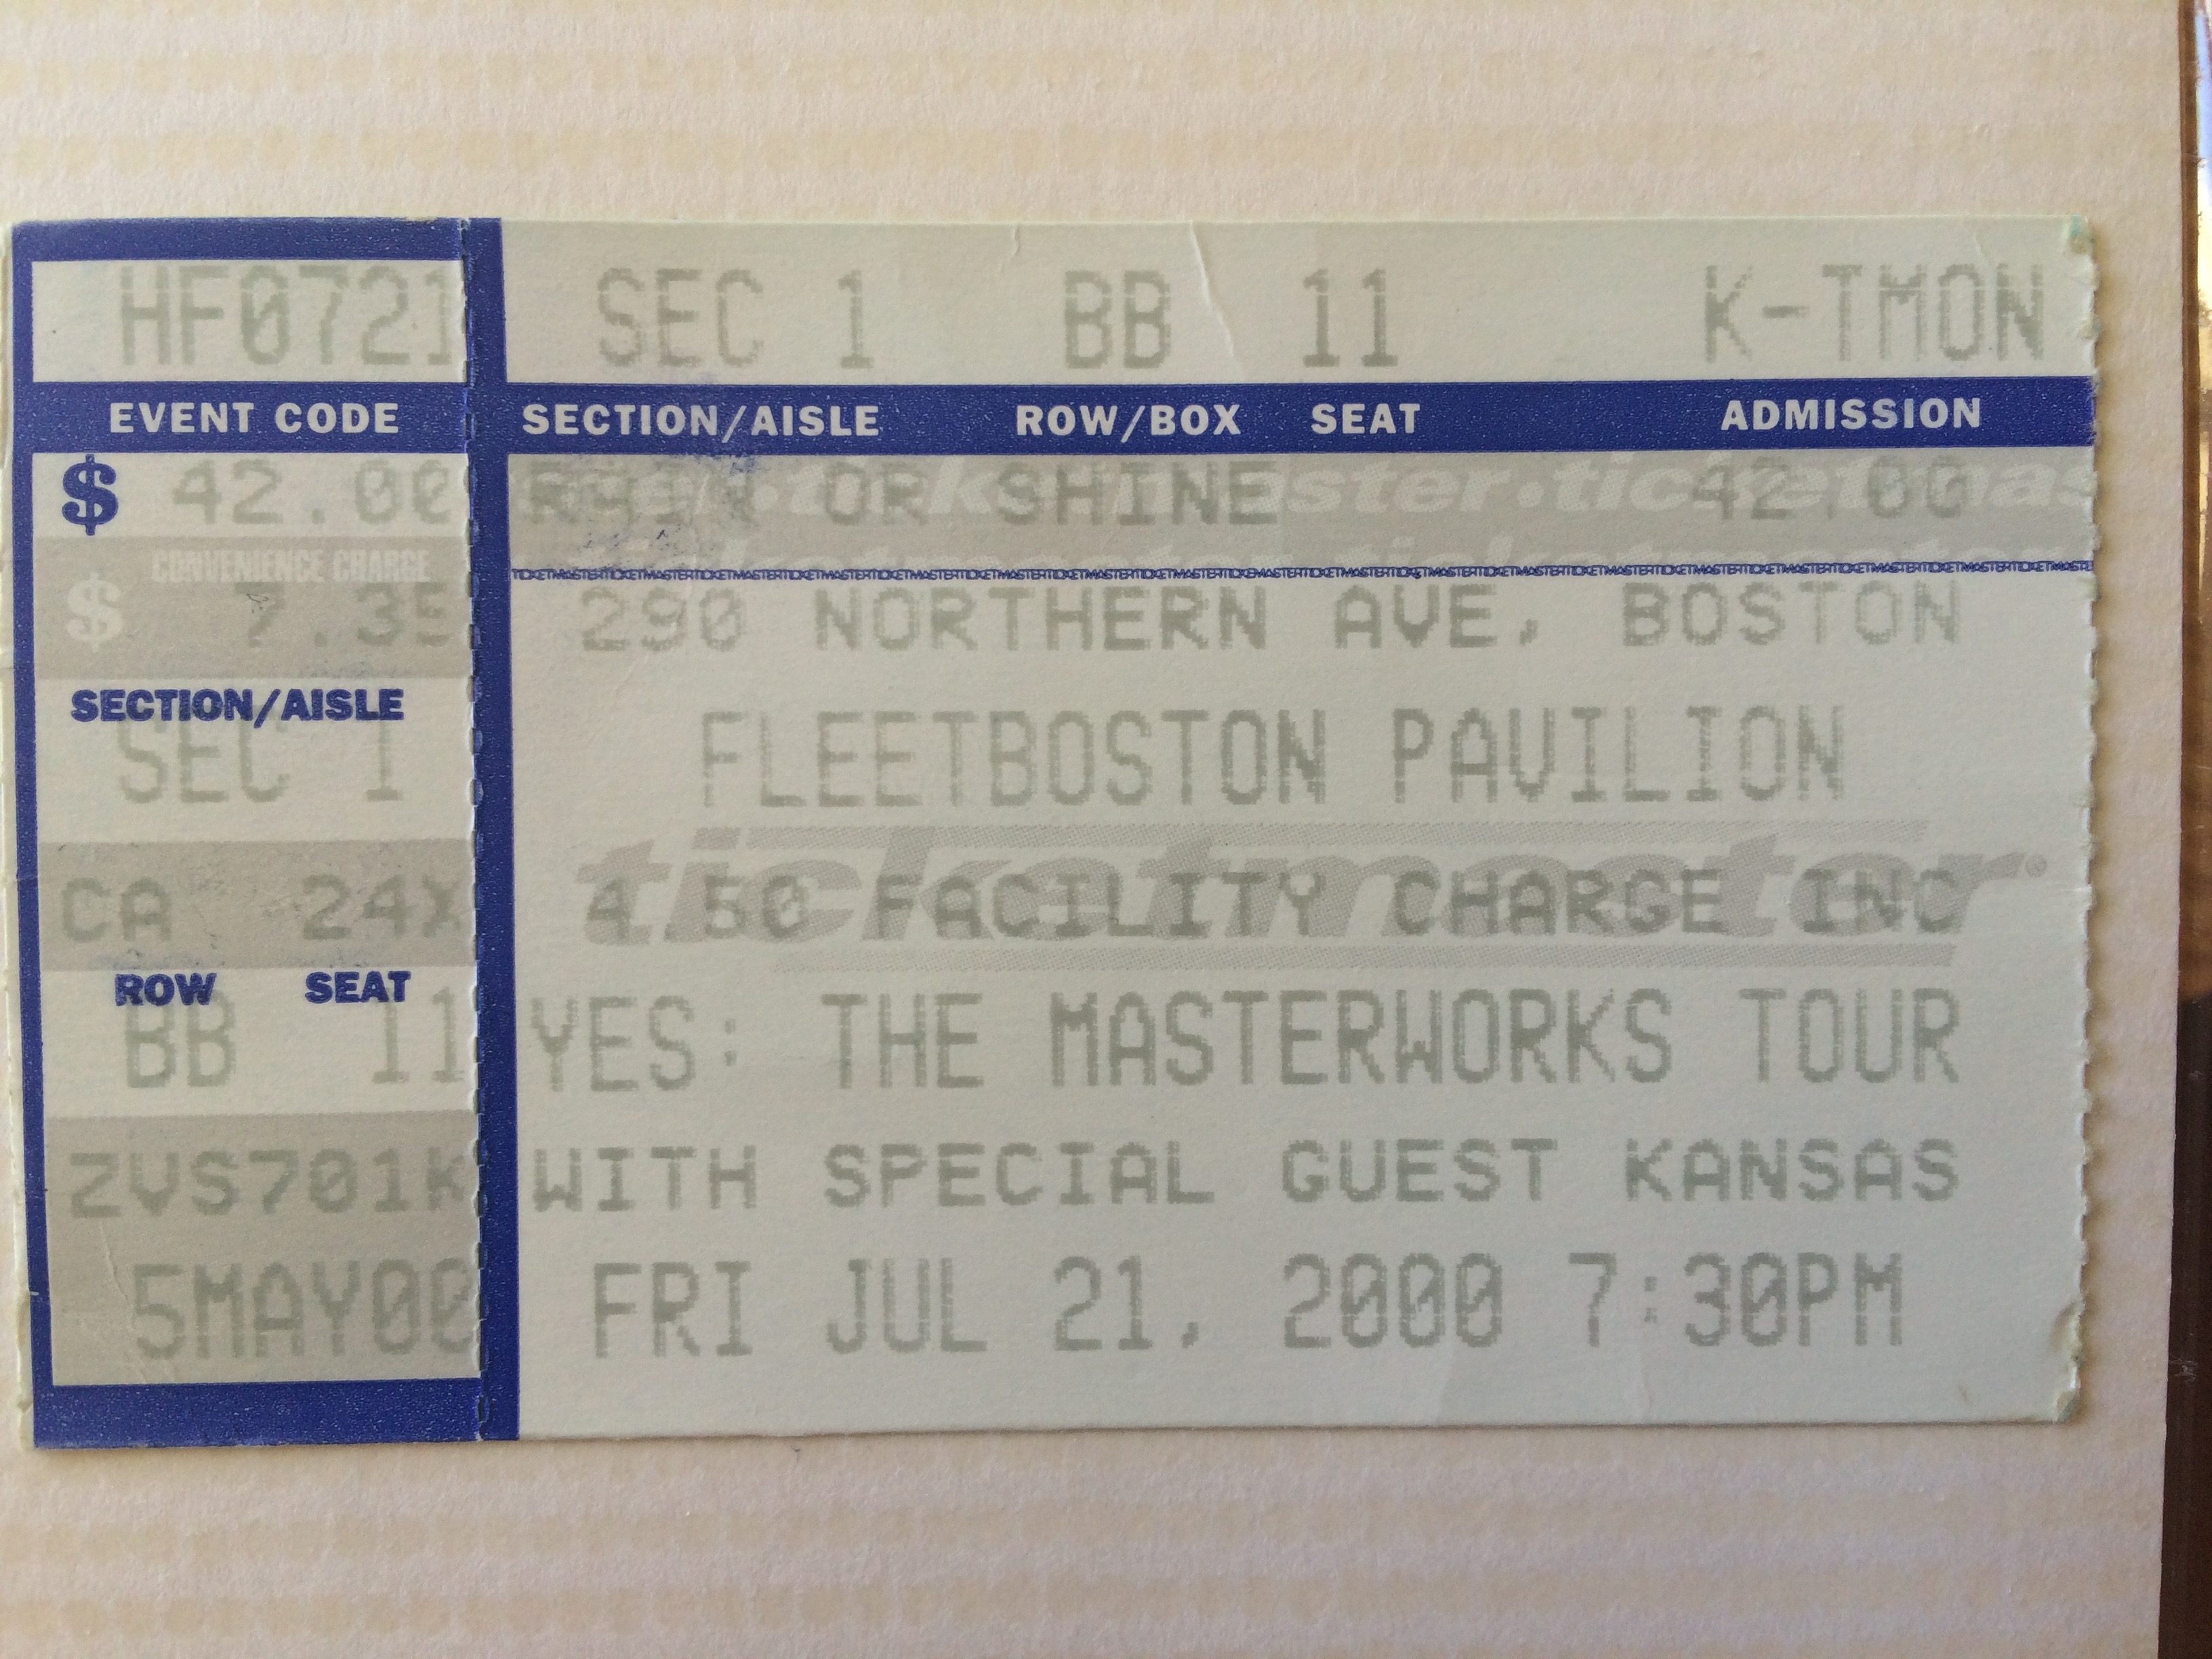 HF0721
EVENT CODE
$ 42.00
CONVENIENCE CHARGE
$ 7.35
SECTION/AISLE
SEC 1
CA 24X
ROW SEAT
BB 11
ZVS701K
5MAY00
SEC 1 BB 11 K-TMON
SECTION/AISLE ROW/BOX SEAT ADMISSION
RAIN OR SHINE 42.00
290 NORTHERN AVE, BOSTON
FLEETBOSTON PAVILION
ticketmaster
4.50 FACILITY CHARGE INC
YES: THE MASTERWORKS TOUR
WITH SPECIAL GUEST KANSAS
FRI JUL 21, 2000 7:30PM